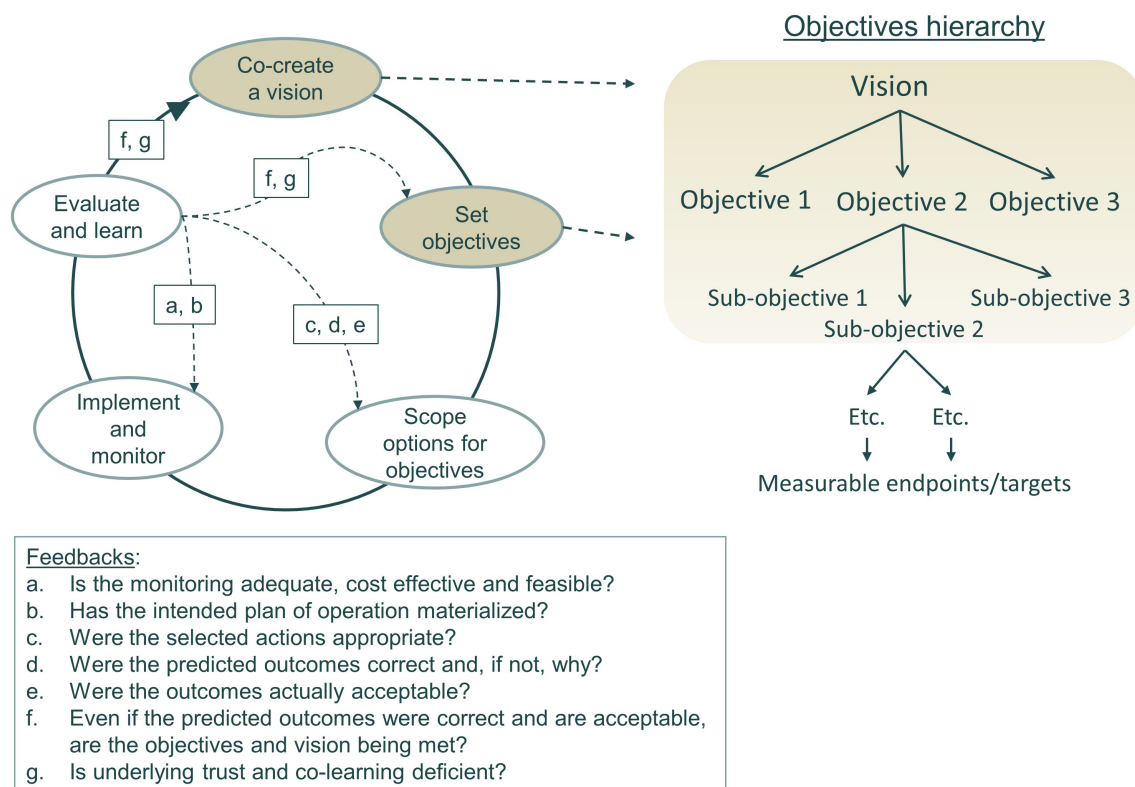 Objectives hierarchy
Co-create
a vision
f, g
Evaluate
and learn
f, g
Set
objectives
a, b
c, d, e
Implement
and
monitor
Scope
options for
objectives
Vision
Objective 1 Objective 2 Objective 3
Sub-objective 1 Sub-objective 3
Sub-objective 2
Etc. Etc.
Measurable endpoints/targets
Feedbacks:
a. Is the monitoring adequate, cost effective and feasible?
b. Has the intended plan of operation materialized?
c. Were the selected actions appropriate?
d. Were the predicted outcomes correct and, if not, why?
e. Were the outcomes actually acceptable?
f. Even if the predicted outcomes were correct and are acceptable,
are the objectives and vision being met?
g. Is underlying trust and co-learning deficient?